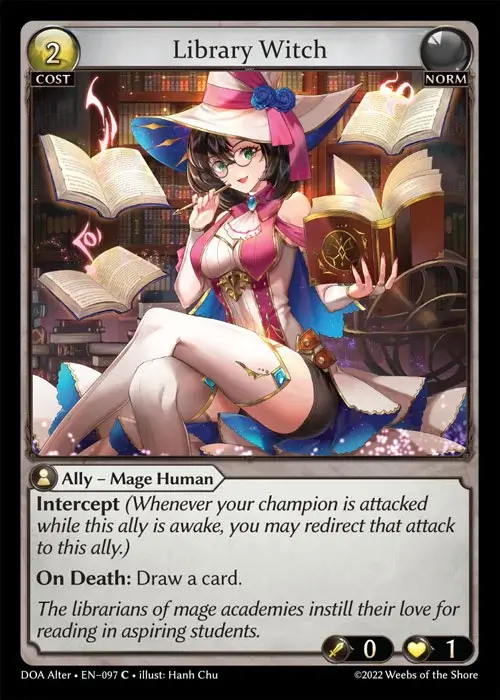 2
COST
Library Witch
NORM
Ally – Mage Human
Intercept (Whenever your champion is attacked
while this ally is awake, you may redirect that attack
to this ally.)
On Death: Draw a card.
The librarians of mage academies instill their love for
reading in aspiring students.
0
1
DOA Alter • EN-097 C • illust: Hanh Chu
©2022 Weebs of the Shore